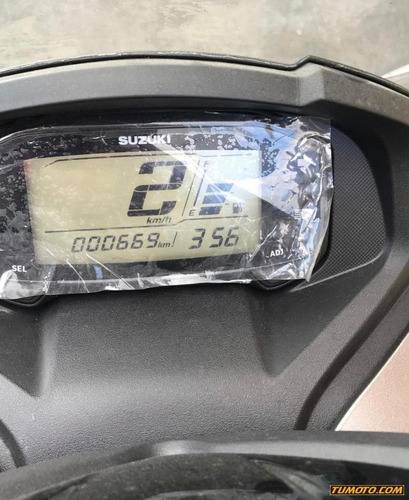 SUZUKI
2
km/h
E
000669 km 3:56
SEL
ADJ
TUMOTO.COM